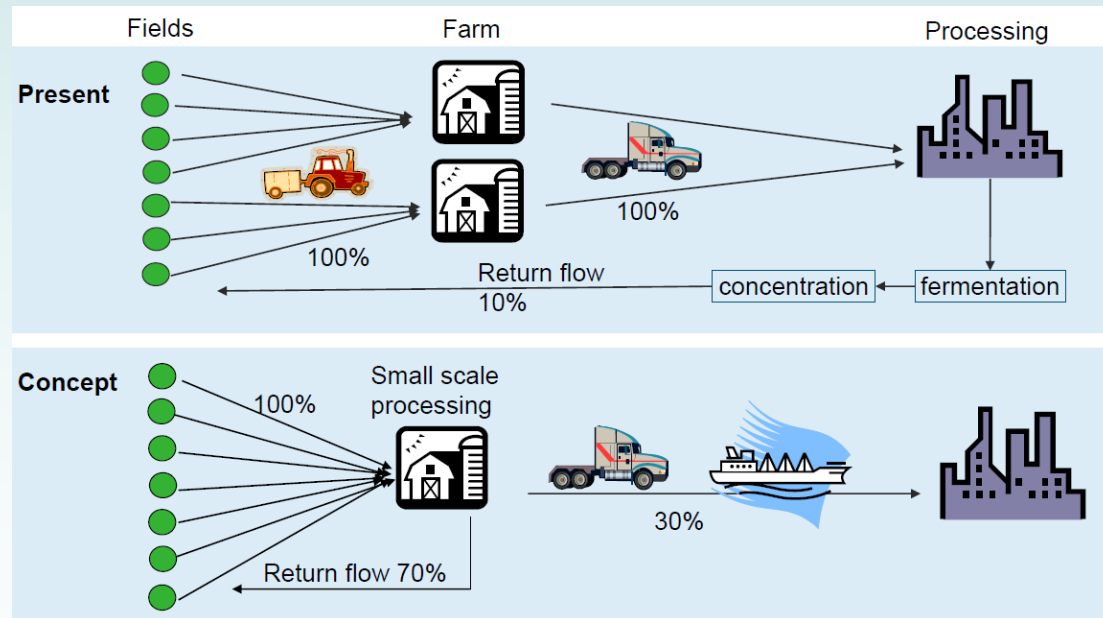 Fields
Farm
Processing
Present
100%
100%
Return flow
10%
concentration
fermentation
Concept
Small scale
processing
100%
30%
Return flow 70%